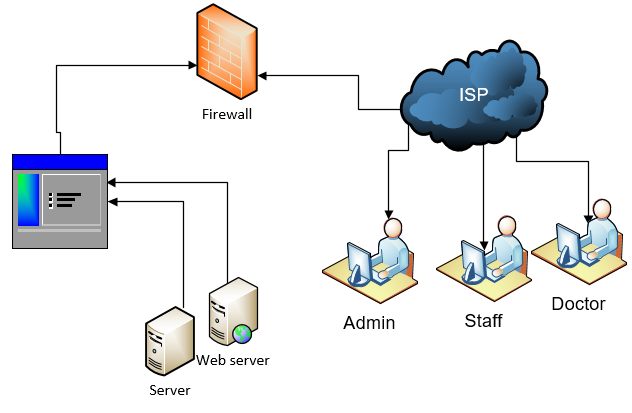 ISP
Firewall
Admin
Staff
Doctor
Web server
Server